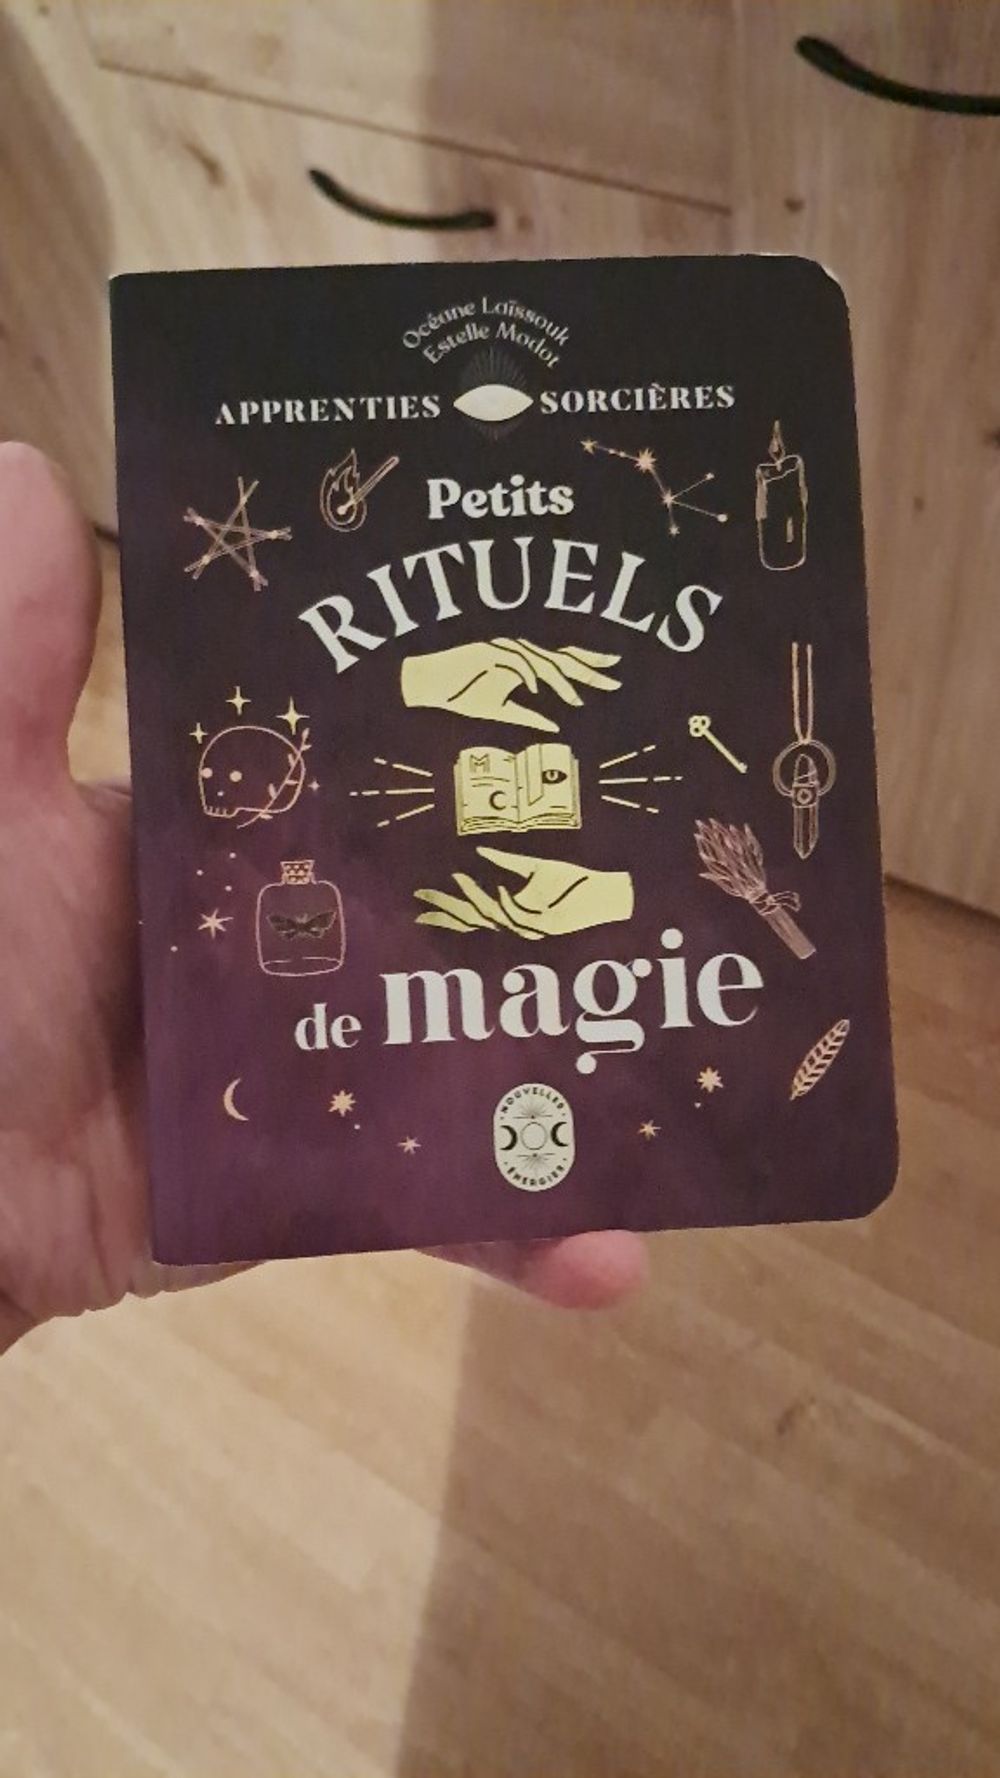 Océane Laïssouk
Estelle Modot
APPRENTIES SORCIÈRES
Petits
RITUELS
M
de magie
NOUVELLES
ÉNERGIES